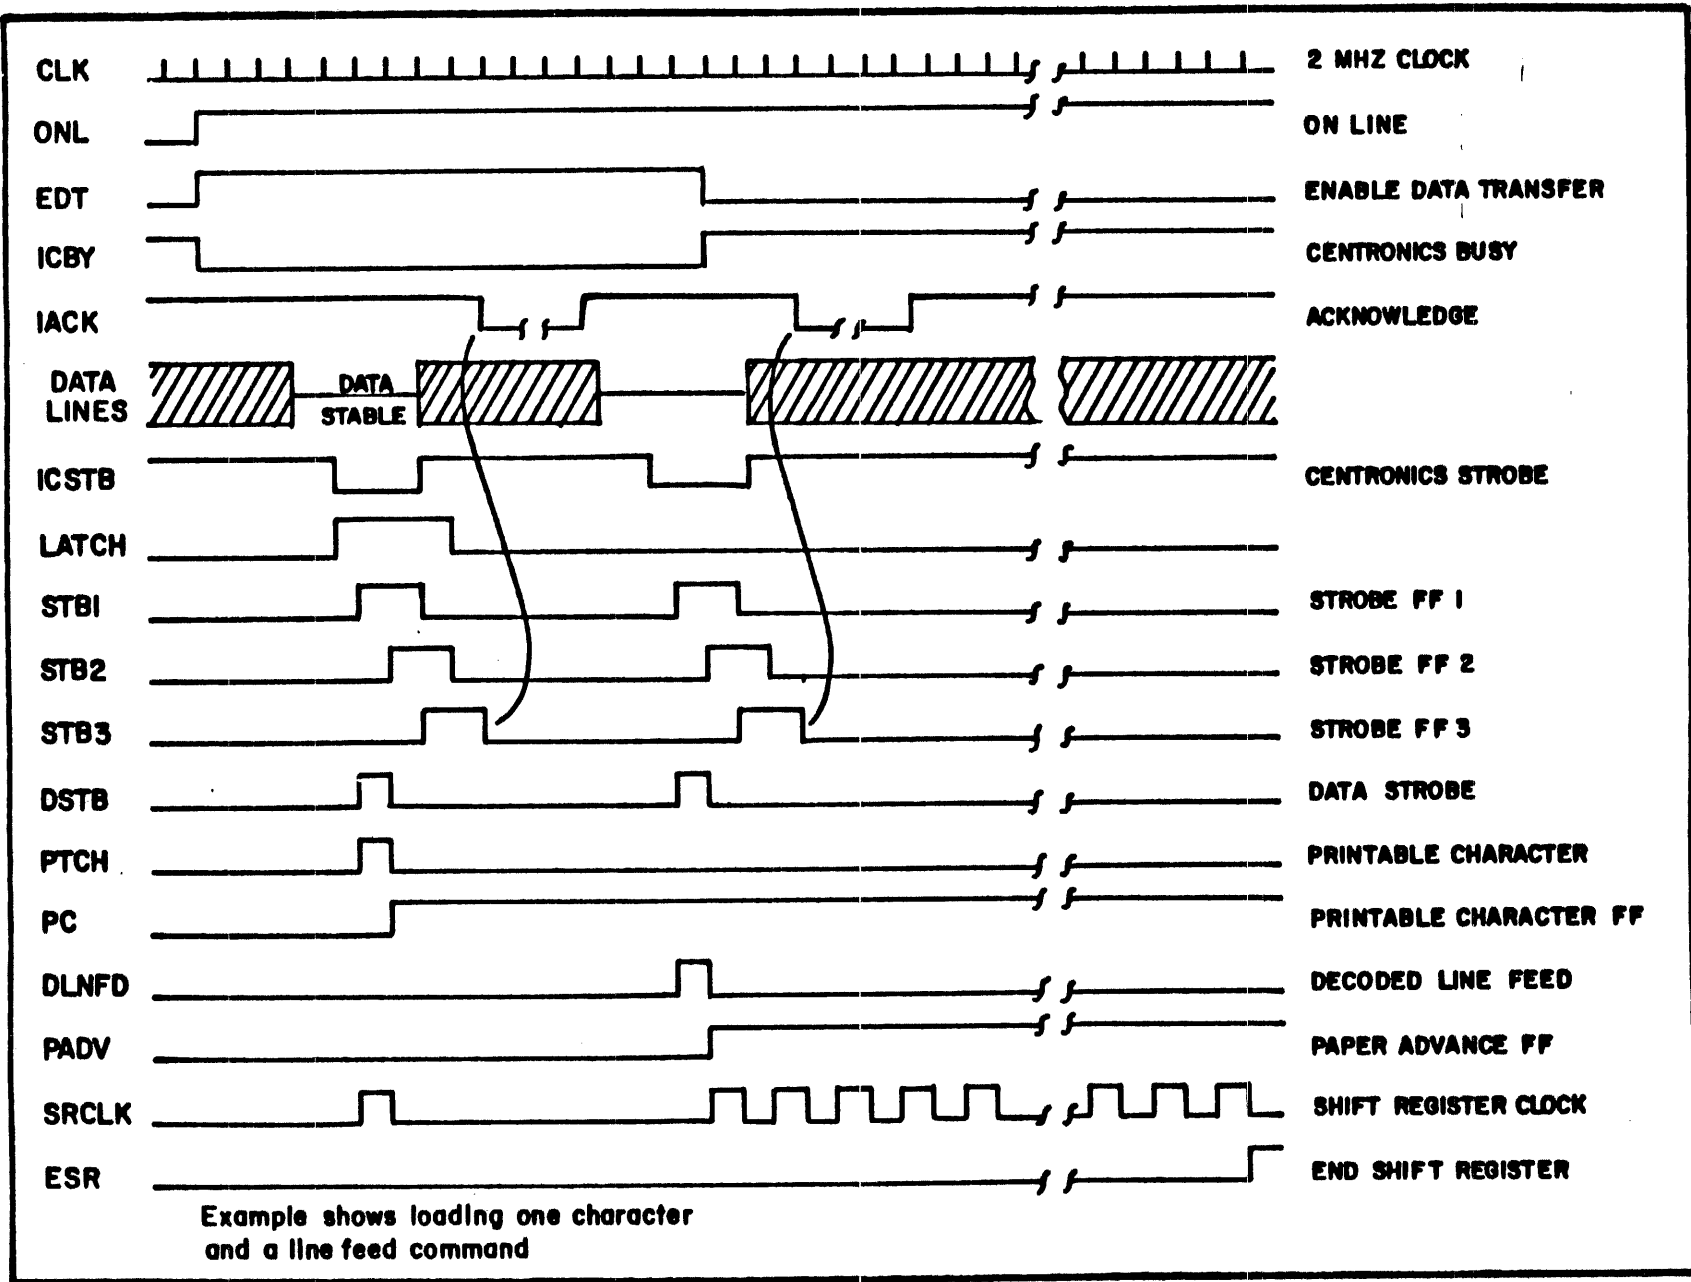 CLK 2 MHZ CLOCK
ONL ON LINE
EDT ENABLE DATA TRANSFER
ICBY CENTRONICS BUSY
IACK ACKNOWLEDGE
DATA LINES DATA STABLE
ICSTB CENTRONICS STROBE
LATCH
STB1 STROBE FF 1
STB2 STROBE FF 2
STB3 STROBE FF 3
DSTB DATA STROBE
PTCH PRINTABLE CHARACTER
PC PRINTABLE CHARACTER FF
DLNFD DECODED LINE FEED
PADV PAPER ADVANCE FF
SRCLK SHIFT REGISTER CLOCK
ESR END SHIFT REGISTER
Example shows loading one character
and a line feed command